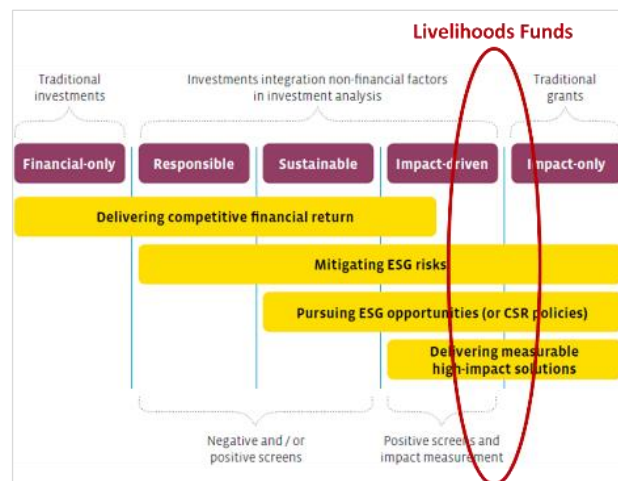 Livelihoods Funds
Traditional
investments
Investments integration non-financial factors
in investment analysis
Traditional
grants
Financial-only
Responsible
Sustainable
Impact-driven
Impact-only
Delivering competitive financial return
Mitigating ESG risks
Pursuing ESG opportunities (or CSR policies)
Delivering measurable
high-impact solutions
Negative and / or
positive screens
Positive screens and
impact measurement